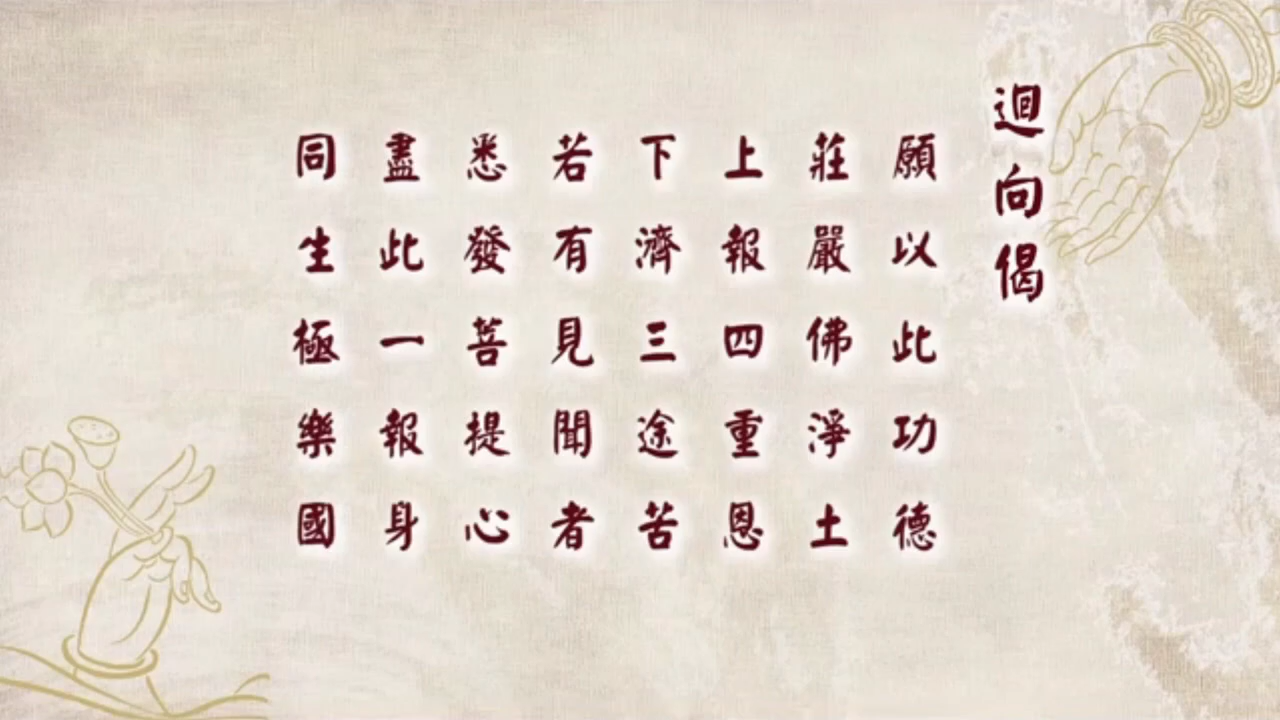 迴向偈
願以此功德
莊嚴佛淨土
上報四重恩
下濟三途苦
若有見聞者
悉發菩提心
盡此一報身
同生極樂國